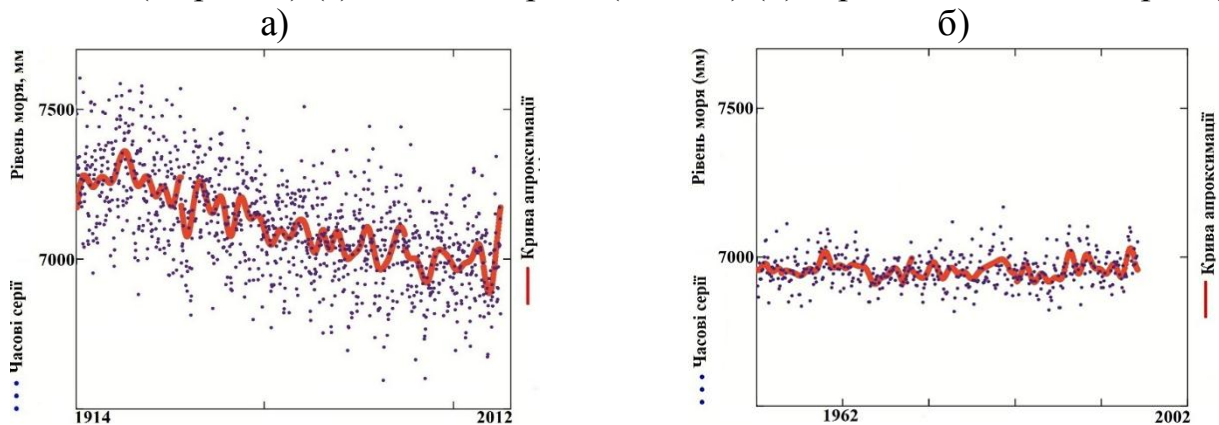 а)
б)
Рівень моря, мм
7500
7000
Часові серії
Крива апроксимації
1914
2012
Рівень моря (мм)
7500
7000
Часові серії
Крива апроксимації
1962
2002